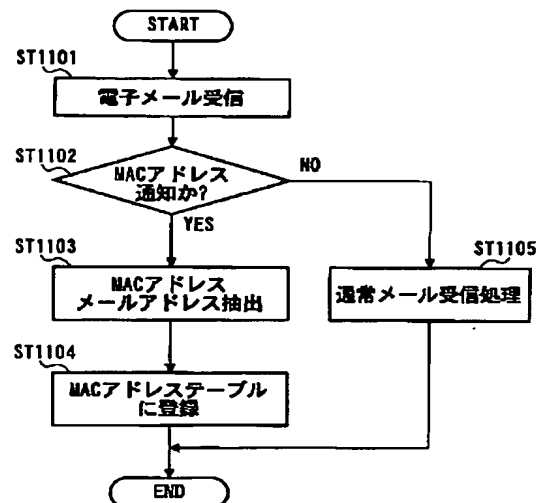 START
ST1101
電子メール受信
ST1102
MACアドレス
通知か?
NO
YES
ST1103
MACアドレス
メールアドレス抽出
ST1105
通常メール受信処理
ST1104
MACアドレステーブル
に登録
END